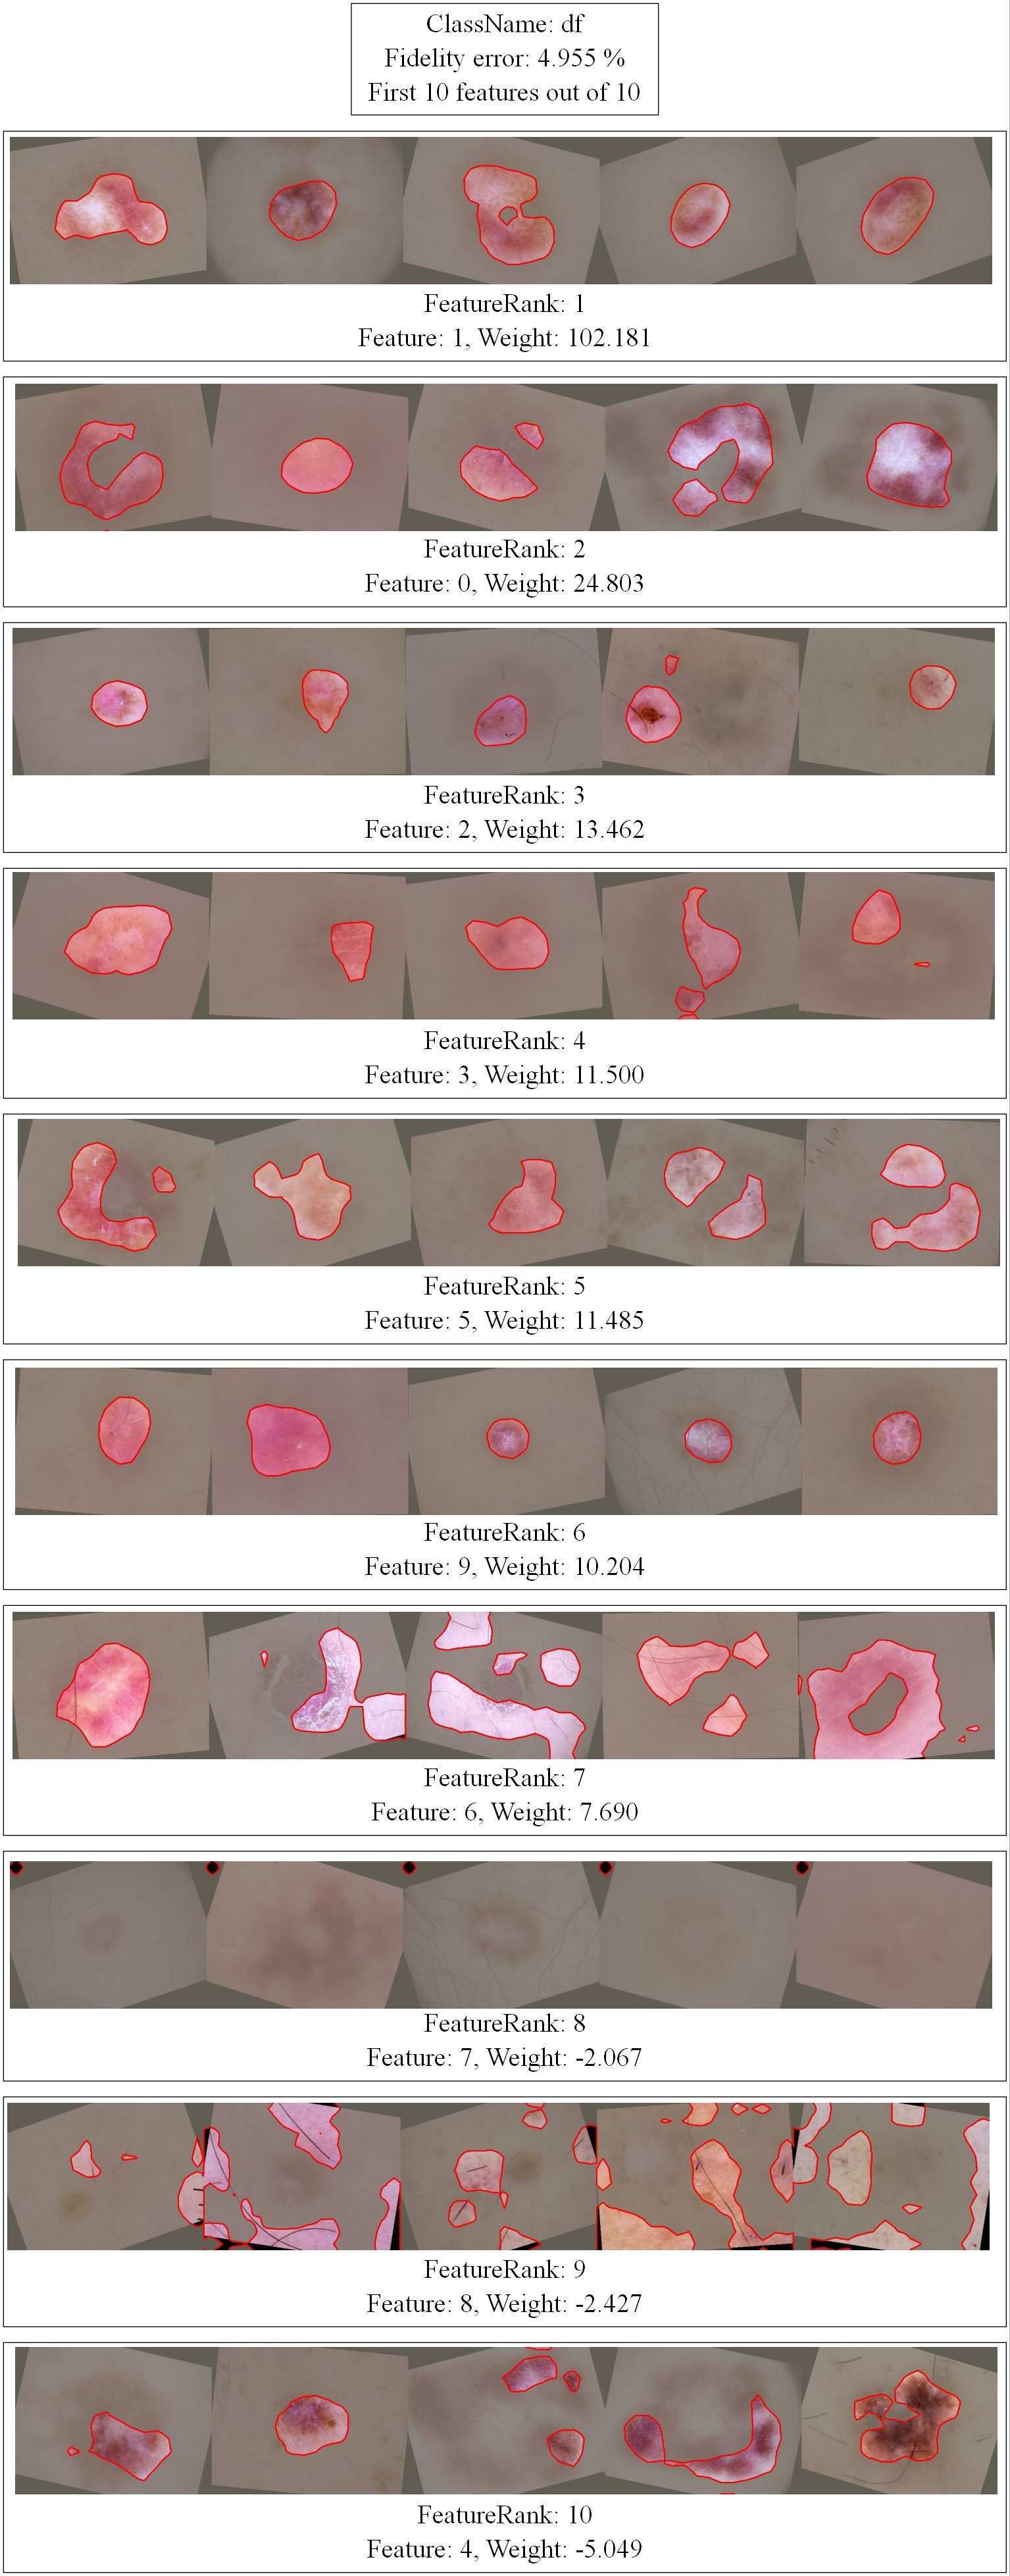 ClassName: df
Fidelity error: 4.955 %
First 10 features out of 10
FeatureRank: 1
Feature: 1, Weight: 102.181
FeatureRank: 2
Feature: 0, Weight: 24.803
FeatureRank: 3
Feature: 2, Weight: 13.462
FeatureRank: 4
Feature: 3, Weight: 11.500
FeatureRank: 5
Feature: 5, Weight: 11.485
FeatureRank: 6
Feature: 9, Weight: 10.204
FeatureRank: 7
Feature: 6, Weight: 7.690
FeatureRank: 8
Feature: 7, Weight: -2.067
FeatureRank: 9
Feature: 8, Weight: -2.427
FeatureRank: 10
Feature: 4, Weight: -5.049